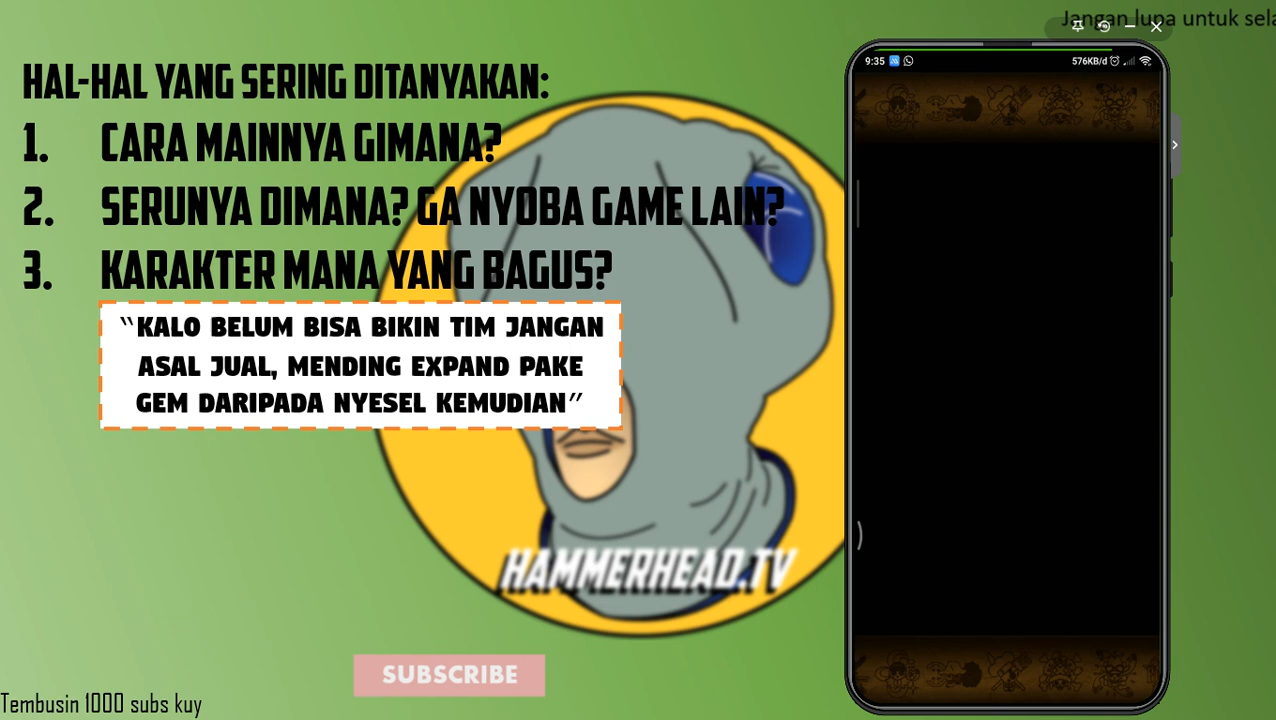 Jangan lupa untuk sela
HAL-HAL YANG SERING DITANYAKAN:
1. CARA MAINNYA GIMANA?
2. SERUNYA DIMANA? GA NYOBA GAME LAIN?
3. KARAKTER MANA YANG BAGUS?
“KALO BELUM BISA BIKIN TIM JANGAN
ASAL JUAL, MENDING EXPAND PAKE
GEM DARIPADA NYESEL KEMUDIAN”
HAMMERHEAD.TV
SUBSCRIBE
Tembusin 1000 subs kuy
9:35 576KB/d